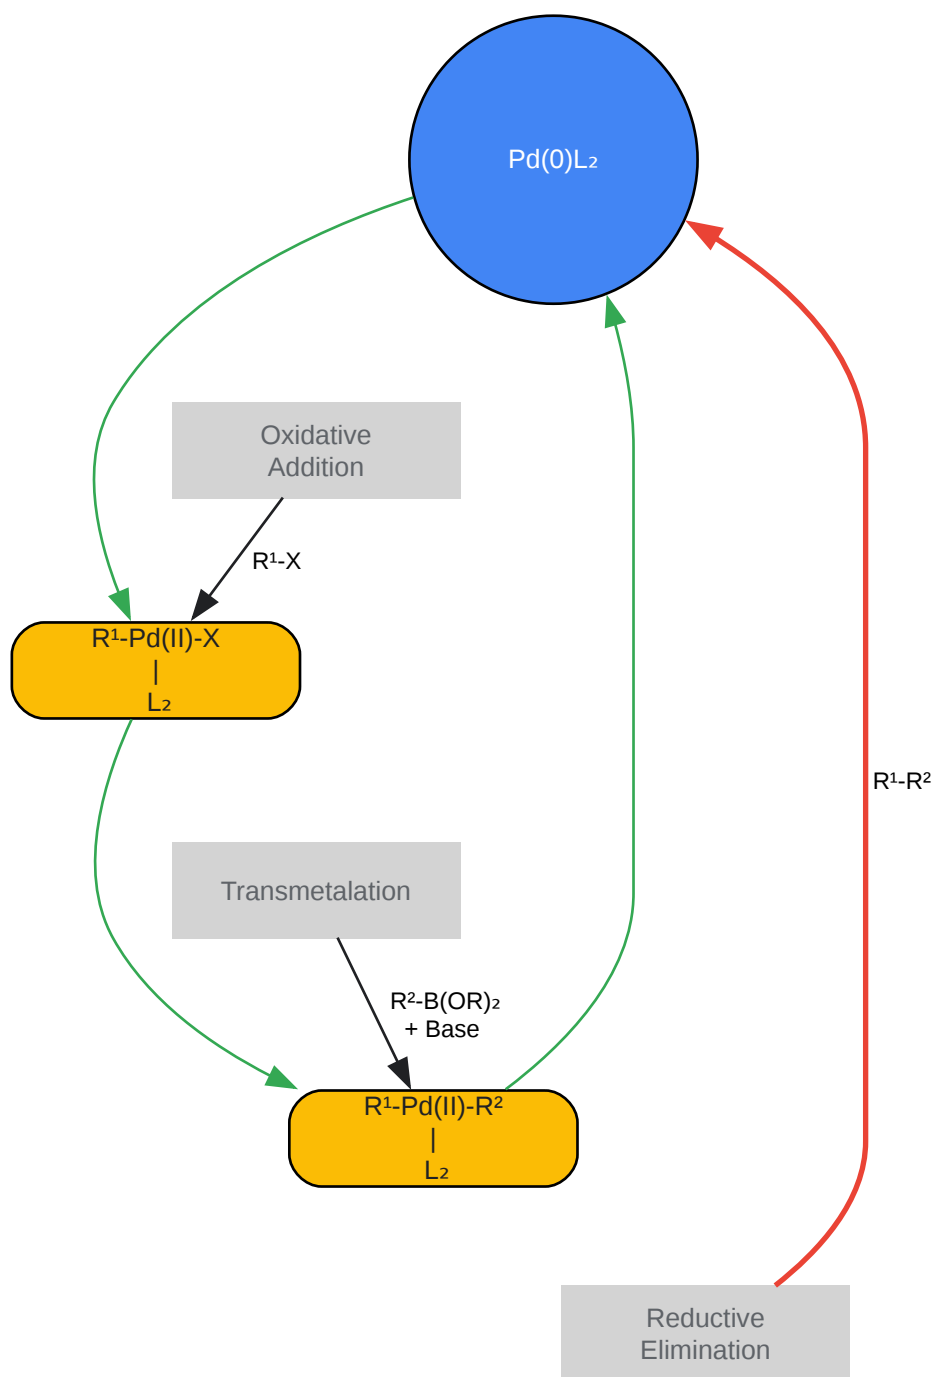 Pd(0)L₂
Oxidative
Addition
R¹-X
R¹-Pd(II)-X
|
L₂
R¹-R²
Transmetalation
R²-B(OR)₂
+ Base
R¹-Pd(II)-R²
|
L₂
Reductive
Elimination